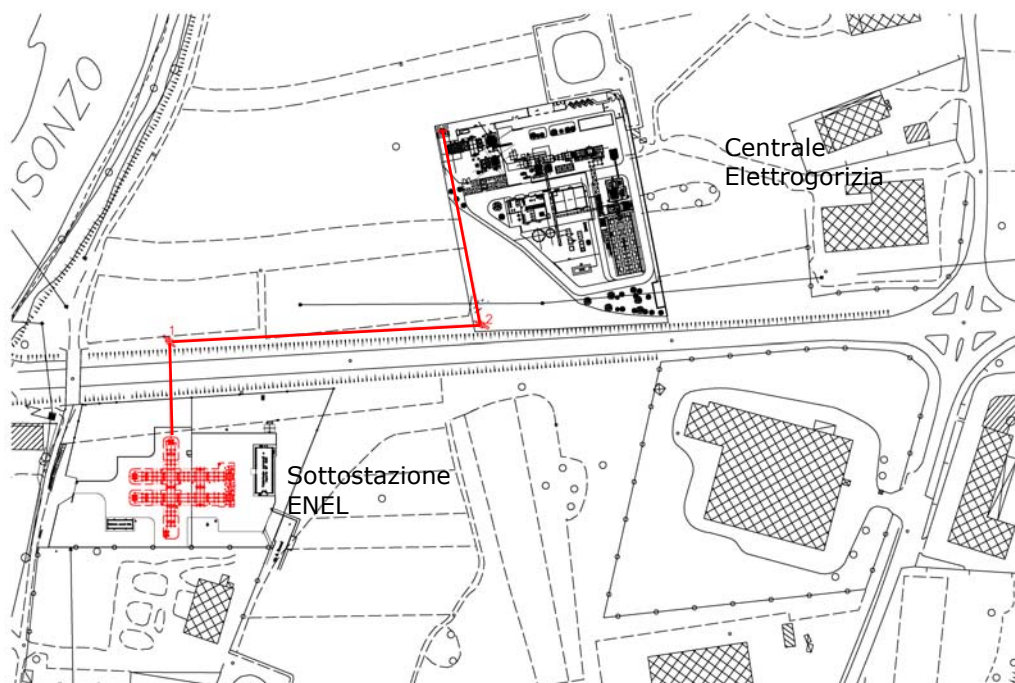 ISONZO
Centrale
Elettrogorizia
1
2
Sottostazione
ENEL